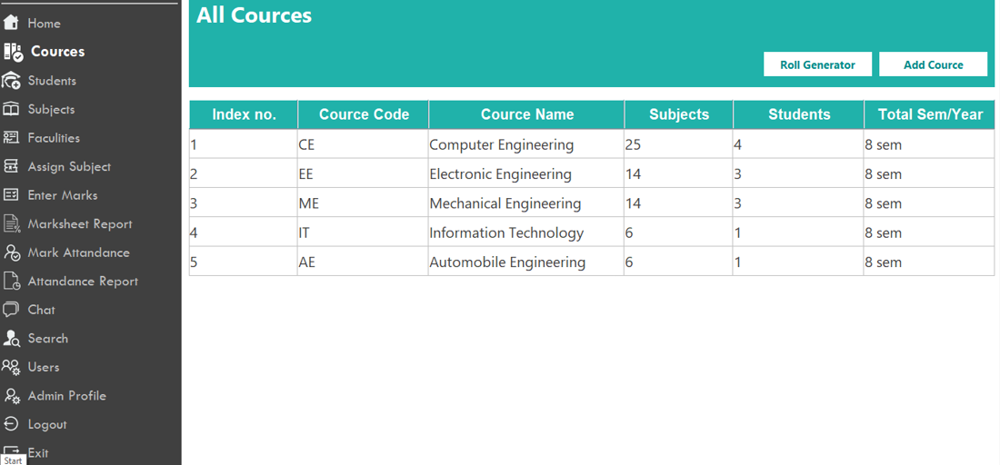 Home
Cources
Students
Subjects
Faculities
Assign Subject
Enter Marks
Marksheet Report
Mark Attandance
Attandance Report
Chat
Search
Users
Admin Profile
Logout
Exit
Start
All Cources
Roll Generator Add Cource
Index no. Cource Code Cource Name Subjects Students Total Sem/Year
1 CE Computer Engineering 25 4 8 sem
2 EE Electronic Engineering 14 3 8 sem
3 ME Mechanical Engineering 14 3 8 sem
4 IT Information Technology 6 1 8 sem
5 AE Automobile Engineering 6 1 8 sem